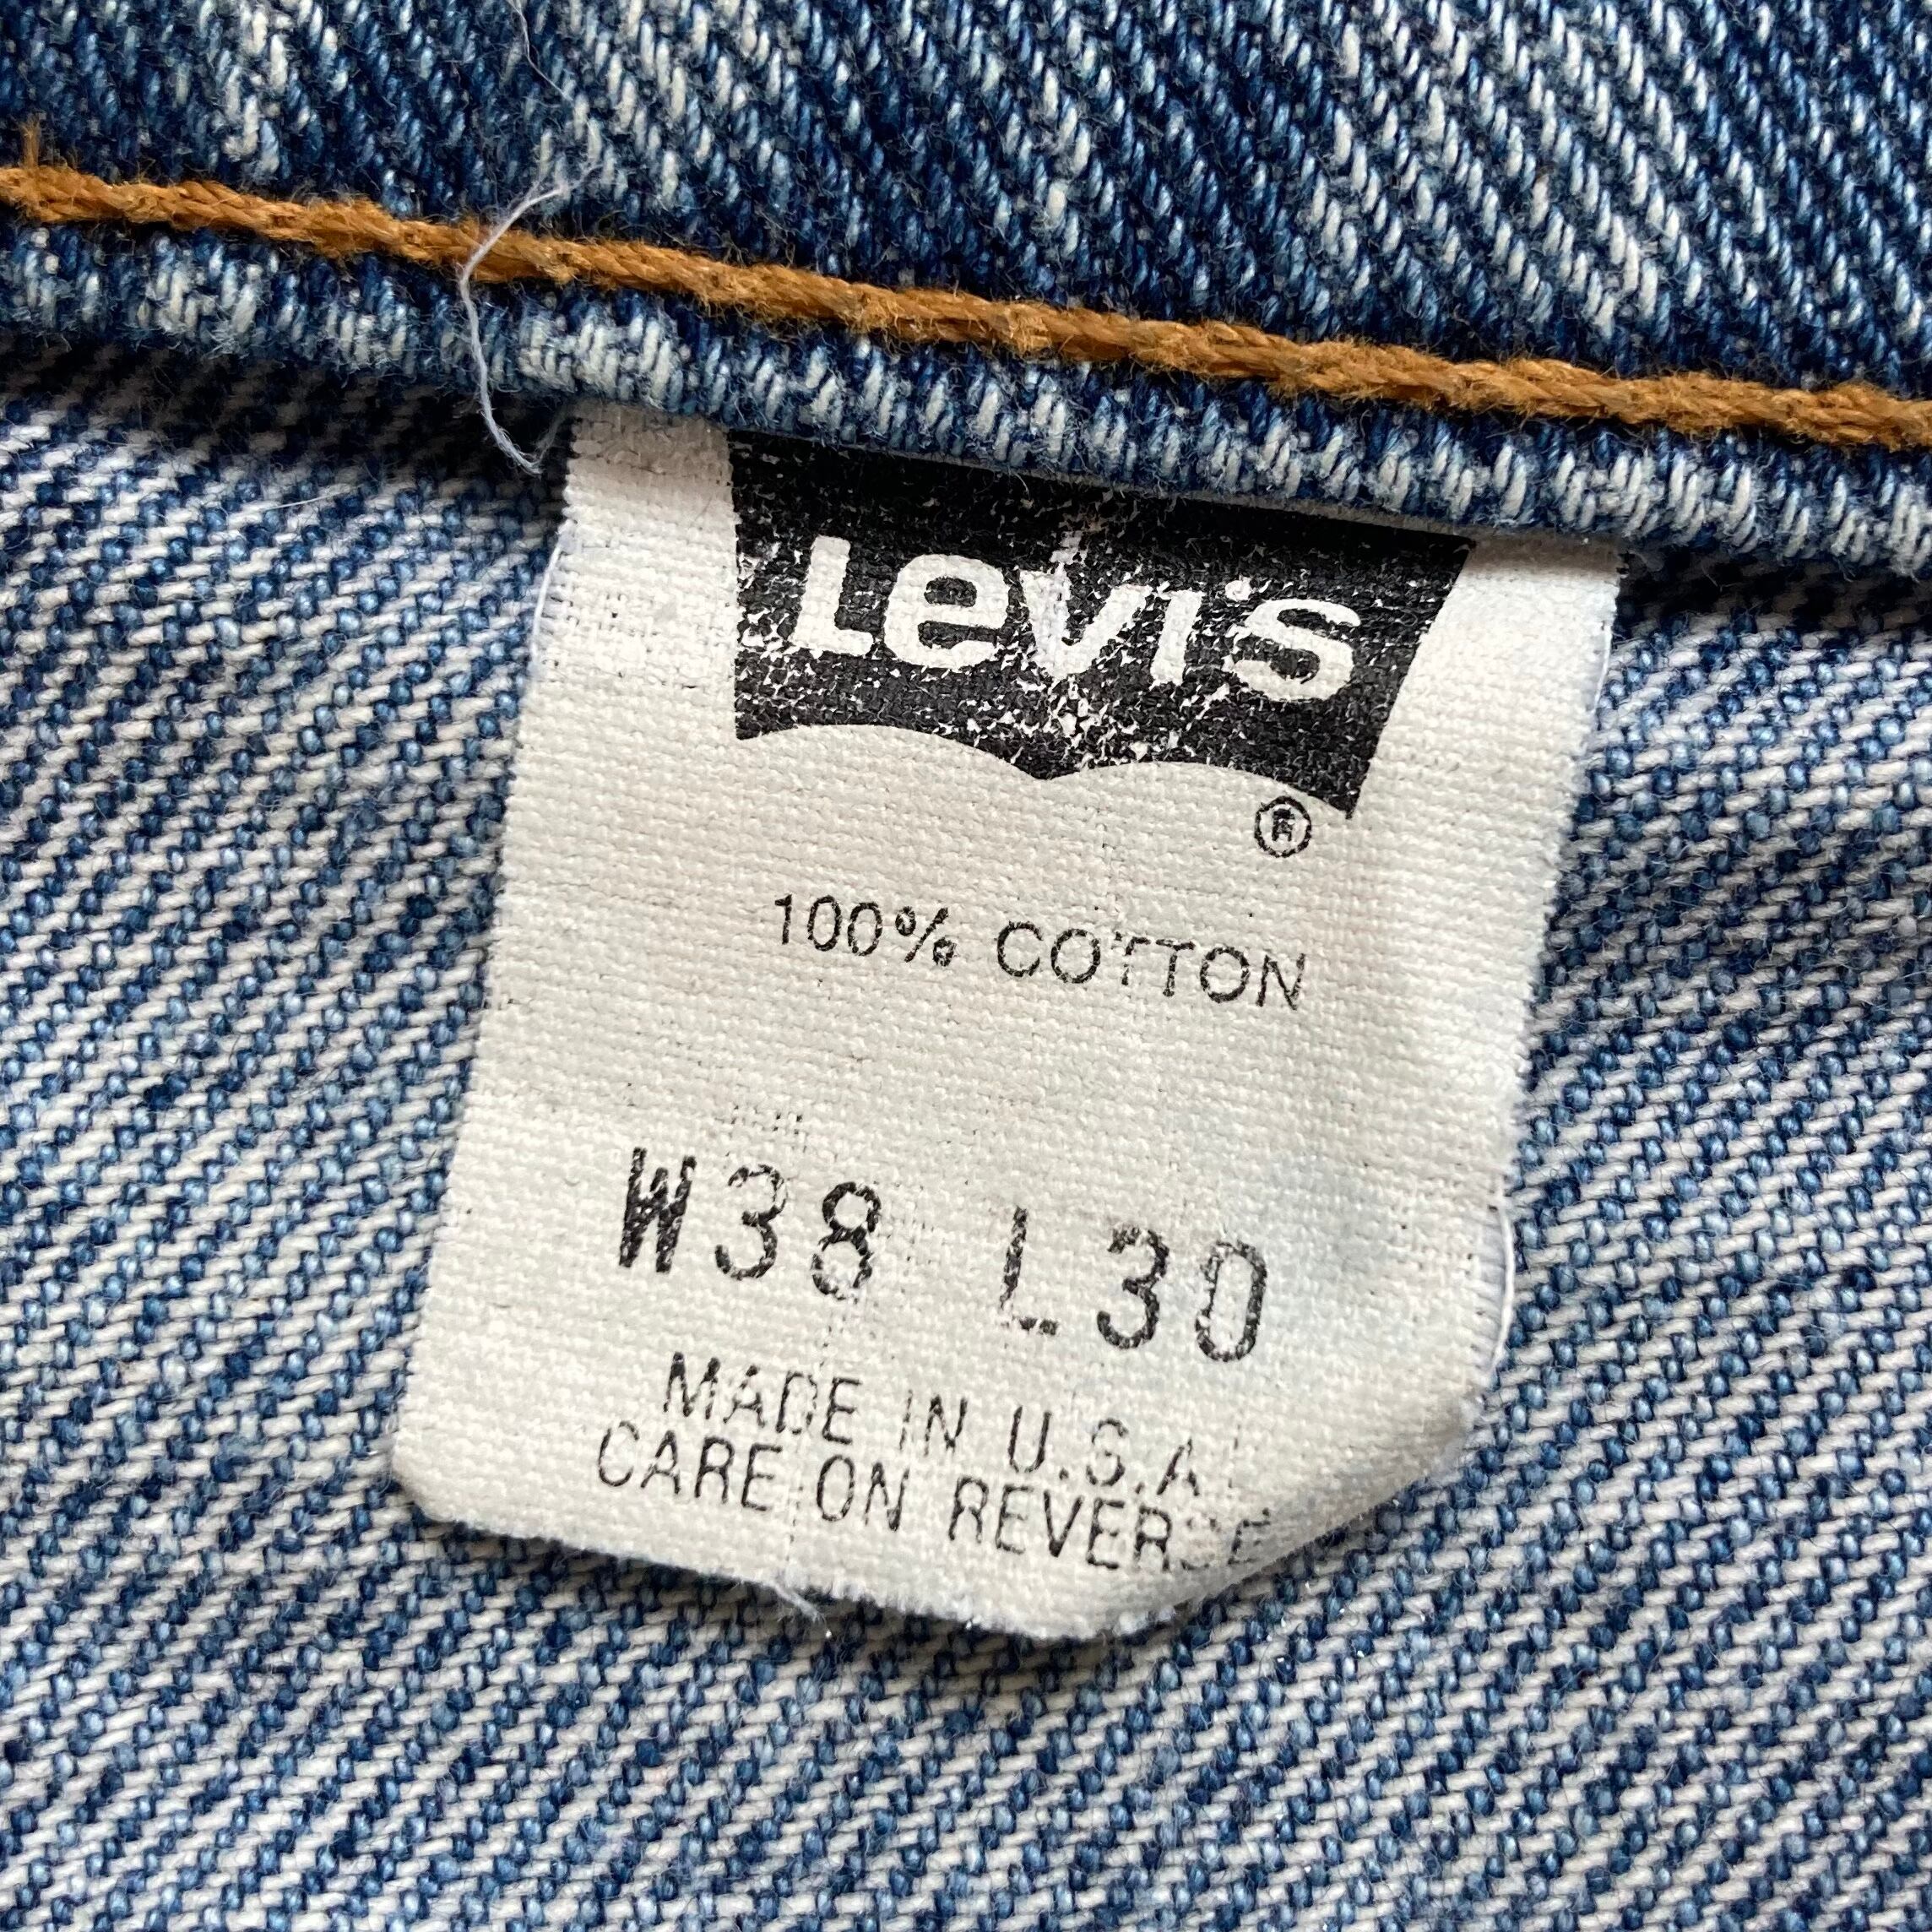 Levi's
®
100% COTTON
W38 L30
MADE IN U.S.A.
CARE ON REVERSE